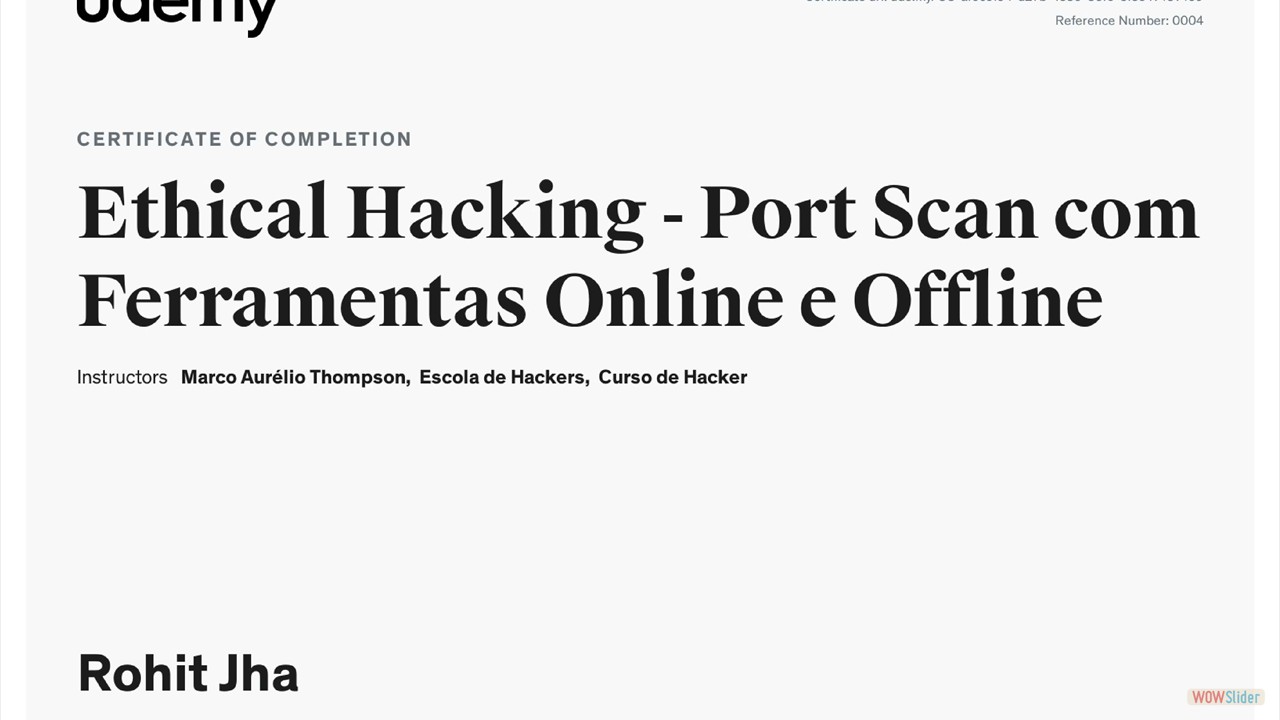 udemy
Reference Number: 0004
CERTIFICATE OF COMPLETION
Ethical Hacking - Port Scan com
Ferramentas Online e Offline
Instructors Marco Aurélio Thompson, Escola de Hackers, Curso de Hacker
Rohit Jha
WOWSlider